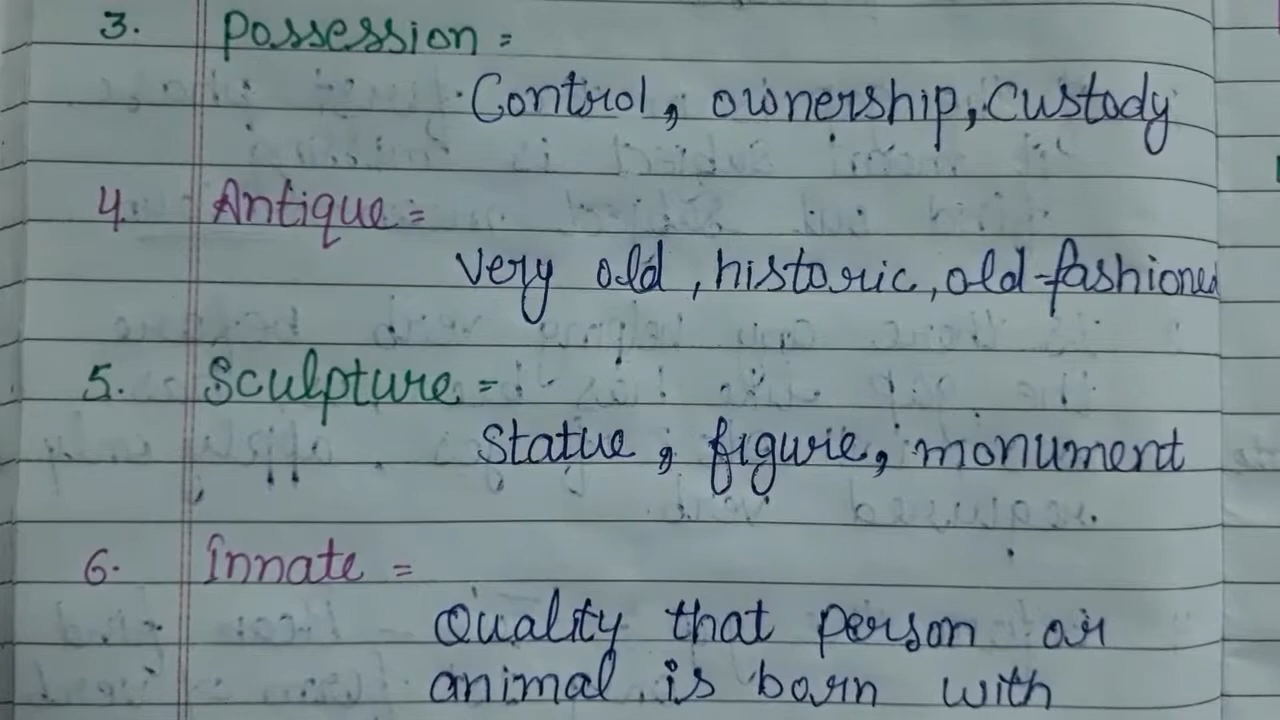 3. Possession =
Control, ownership, Custody
4. Antique =
very old, historic, old-fashioned
5. Sculpture =
Statue, figure, monument
6. Innate =
Quality that person or
animal is born with